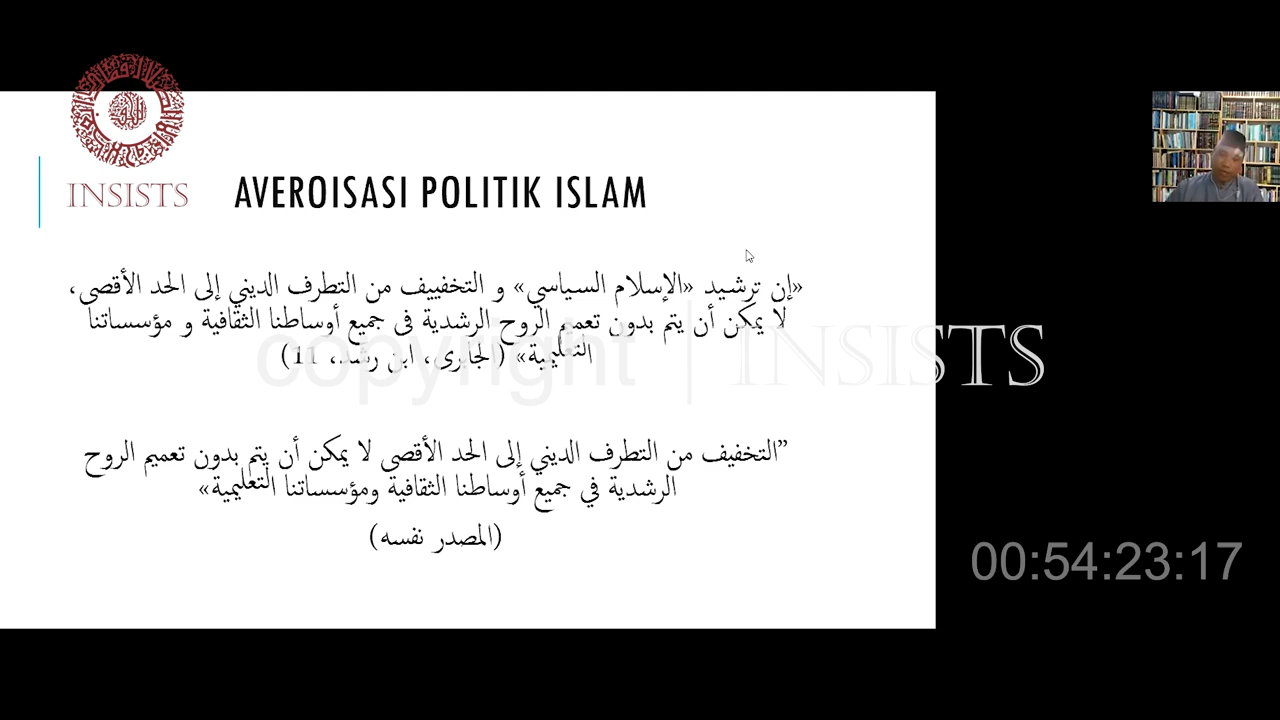 INSISTS
AVEROISASI POLITIK ISLAM
«إن ترشيد «الإسلام السياسي» و التخفييف من التطرف الديني إلى الحد الأقصى،
لا يمكن أن يتم بدون تعميم الروح الرشدية فى جميع أوساطنا الثقافية و مؤسساتنا
التعليمية» (الجابرى، ابن رشد، 11)
copyright | INSISTS
”التخفيف من التطرف الديني إلى الحد الأقصى لا يمكن أن يتم بدون تعميم الروح
الرشدية في جميع أوساطنا الثقافية ومؤسساتنا التعليمية»
(المصدر نفسه)
00:54:23:17